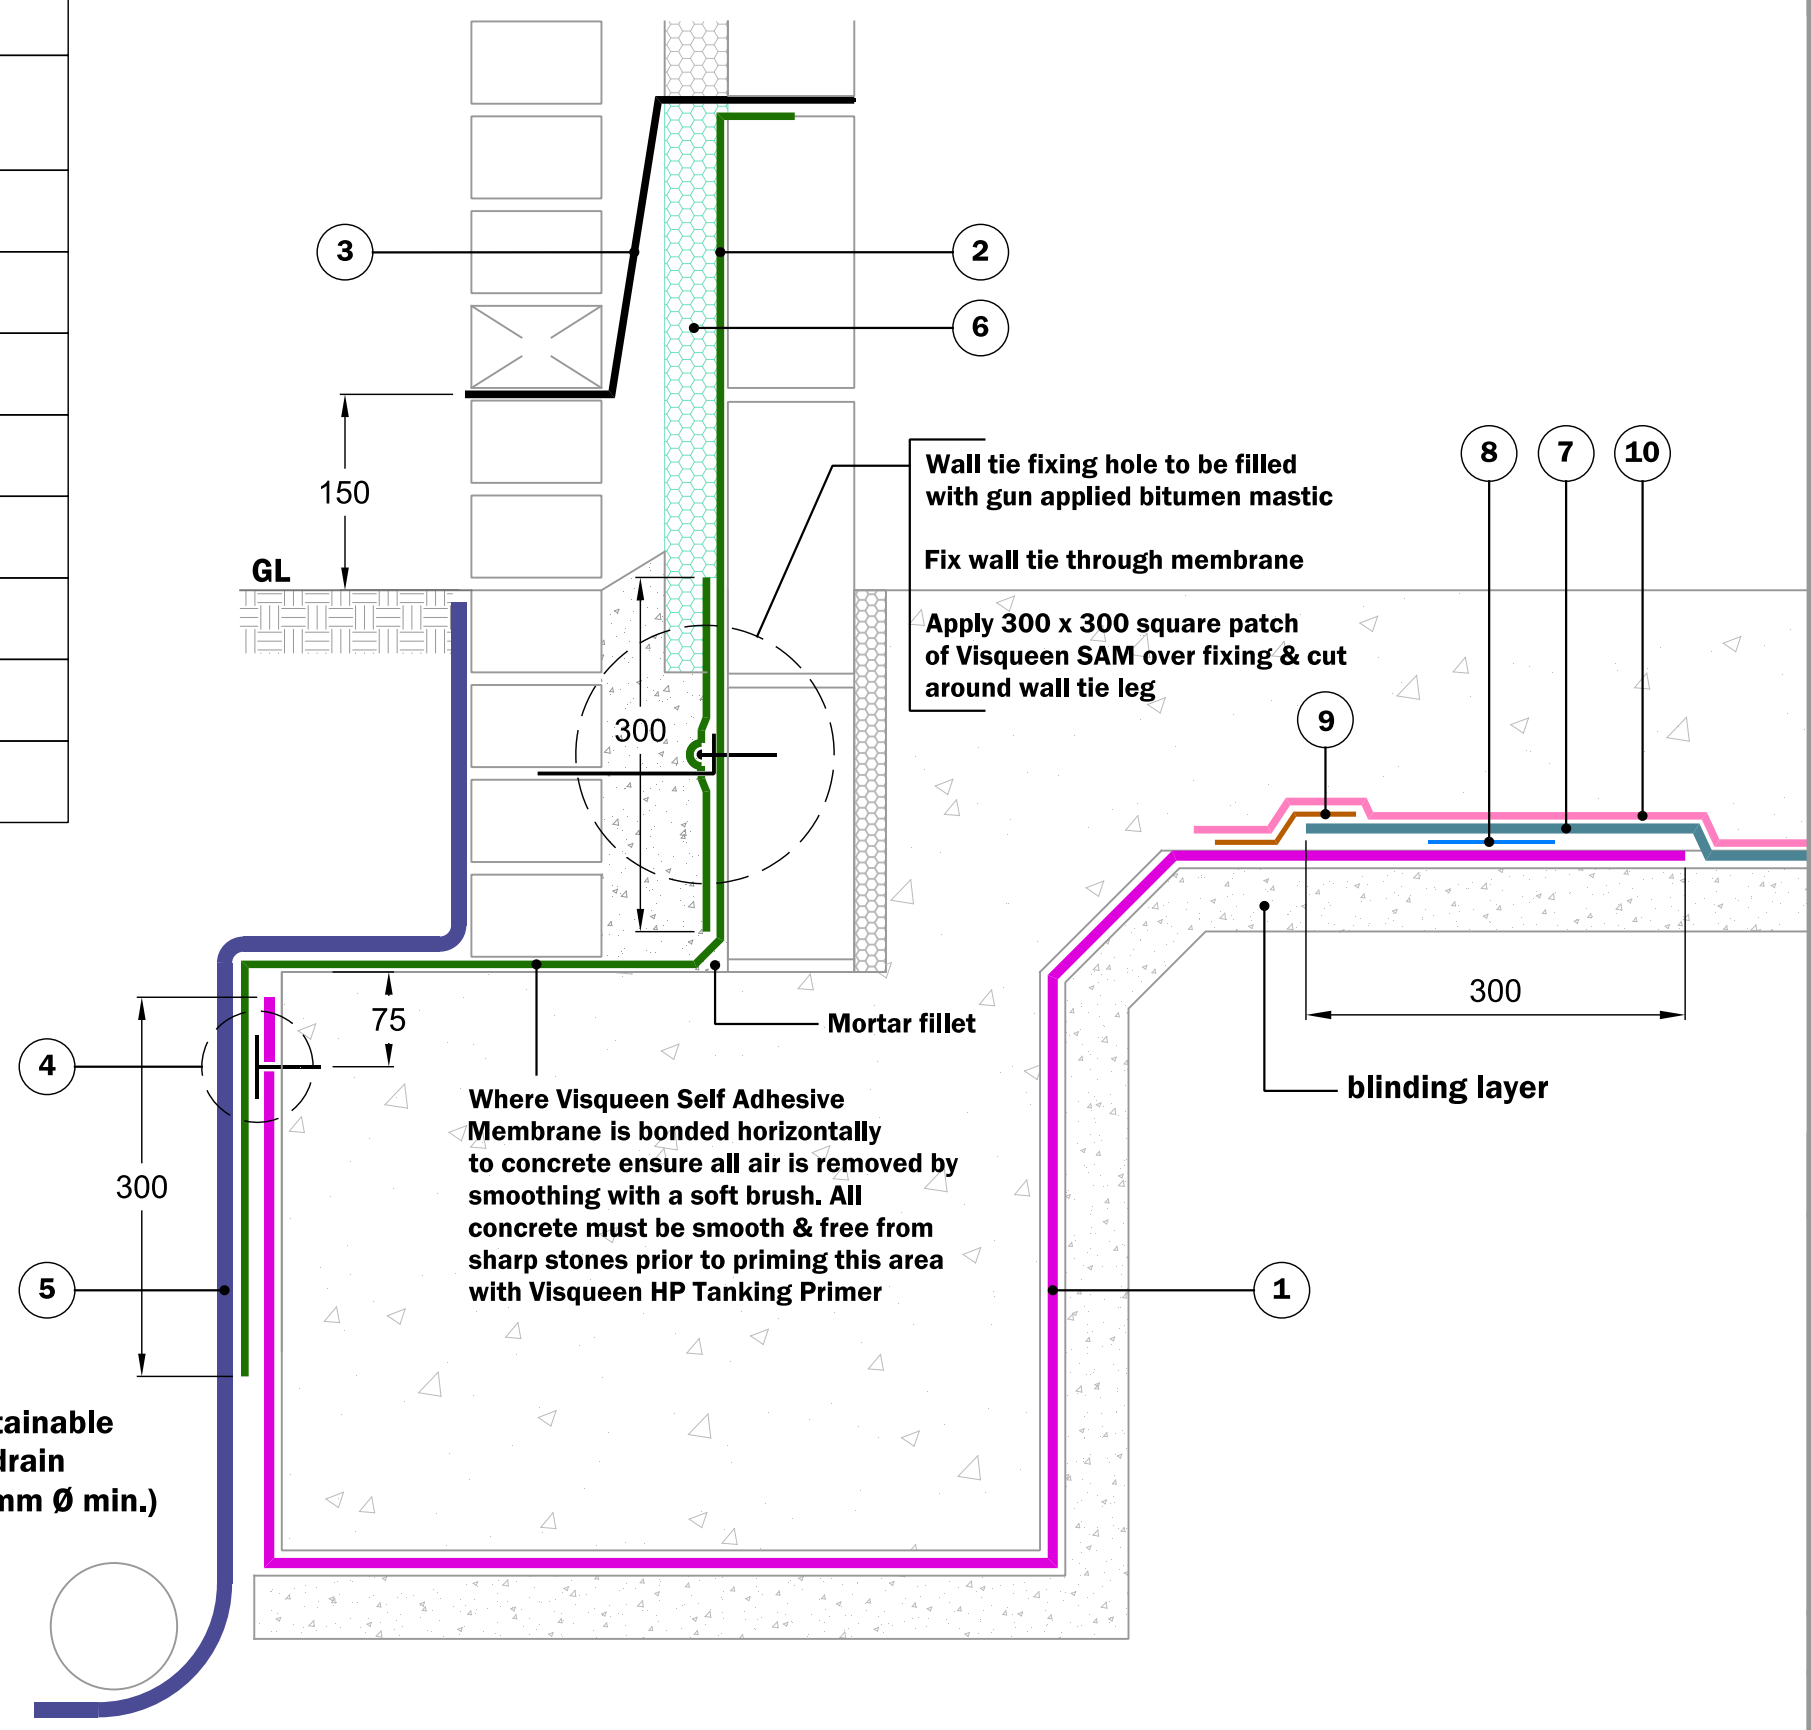 3
2
6
150
GL
Wall tie fixing hole to be filled
with gun applied bitumen mastic
Fix wall tie through membrane
Apply 300 x 300 square patch
of Visqueen SAM over fixing & cut
around wall tie leg
8
7
10
9
300
300
75
Mortar fillet
4
blinding layer
Where Visqueen Self Adhesive
Membrane is bonded horizontally
to concrete ensure all air is removed by
smoothing with a soft brush. All
concrete must be smooth & free from
sharp stones prior to priming this area
with Visqueen HP Tanking Primer
300
5
1
tainable
drain
mm Ø min.)